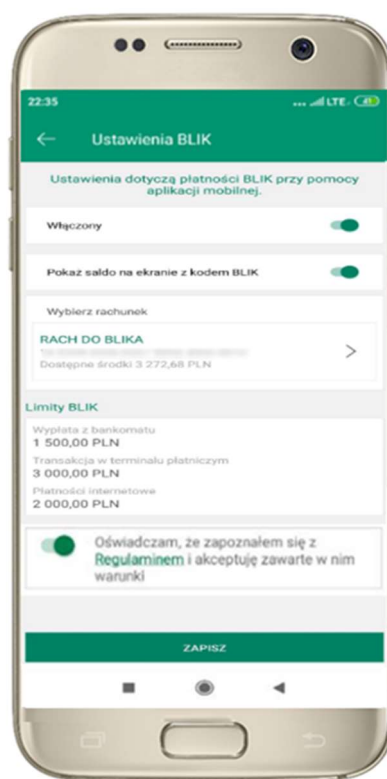 22:35
... LTE
Ustawienia BLIK
Ustawienia dotyczą płatności BLIK przy pomocy
aplikacji mobilnej.
Włączony
Pokaż saldo na ekranie z kodem BLIK
Wybierz rachunek
RACH DO BLIKA
Dostępne środki 3 272,68 PLN
Limity BLIK
Wypłata z bankomatu
1 500,00 PLN
Transakcja w terminalu płatniczym
3 000,00 PLN
Płatności internetowe
2 000,00 PLN
Oświadczam, że zapoznałem się z
Regulaminem i akceptuję zawarte w nim
warunki
ZAPISZ